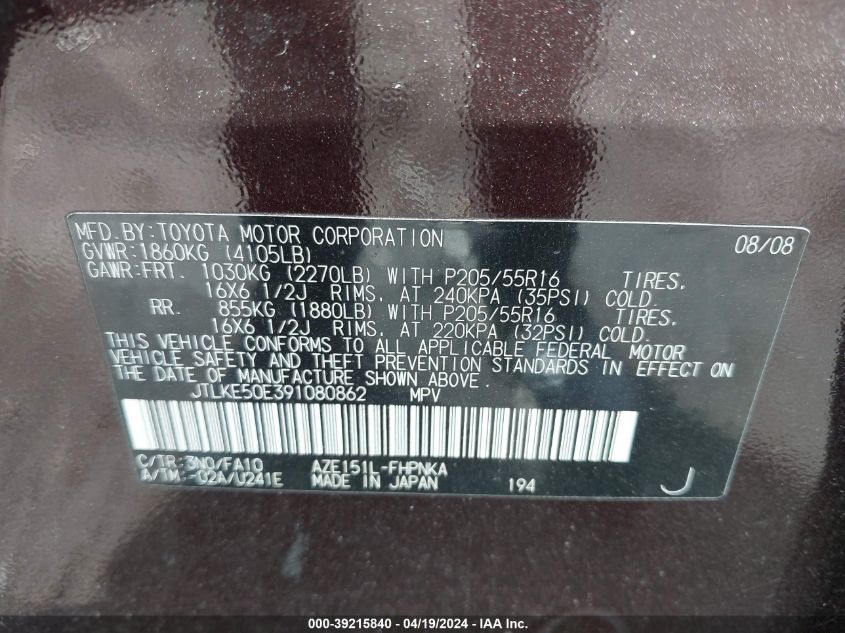 MFD.BY:TOYOTA MOTOR CORPORATION 08/08
GVWR:1860KG (4105LB)
GAWR:FRT. 1030KG (2270LB) WITH P205/55R16 TIRES,
16X6 1/2J RIMS, AT 240KPA (35PSI) COLD.
RR. 855KG (1880LB) WITH P205/55R16 TIRES,
16X6 1/2J RIMS, AT 220KPA (32PSI) COLD.
THIS VEHICLE CONFORMS TO ALL APPLICABLE FEDERAL MOTOR
VEHICLE SAFETY AND THEFT PREVENTION STANDARDS IN EFFECT ON
THE DATE OF MANUFACTURE SHOWN ABOVE.
JTLKE50E391080862 MPV
C/TR:3N0/FA10 AZE151L-FHPNKA
A/TM:-02A/U241E MADE IN JAPAN 194 J
000-39215840 - 04/19/2024 - IAA Inc.